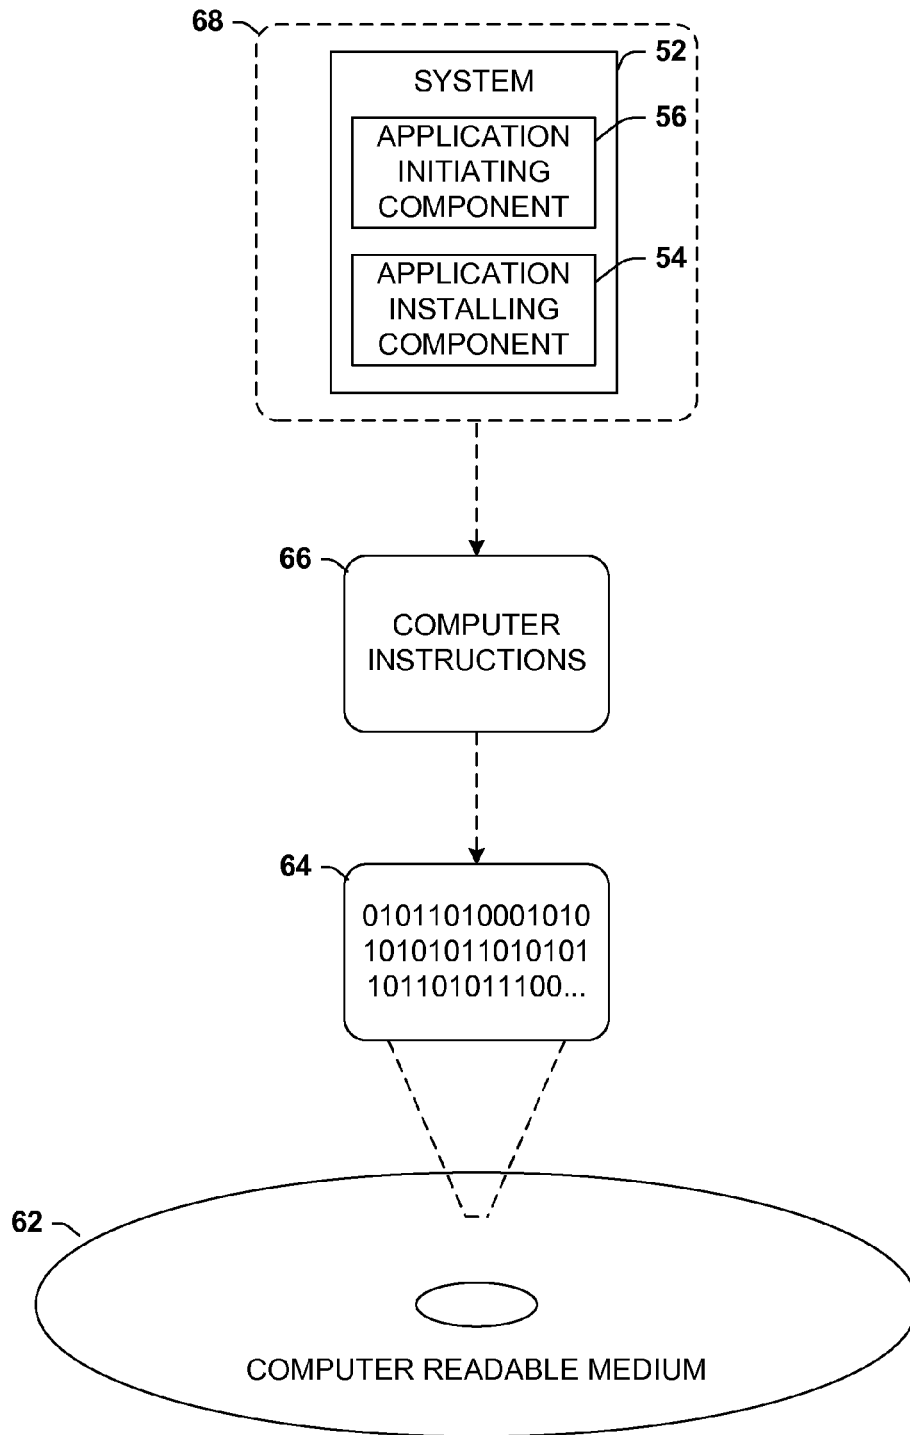 68
52
SYSTEM
56
APPLICATION
INITIATING
COMPONENT
54
APPLICATION
INSTALLING
COMPONENT
66
COMPUTER
INSTRUCTIONS
64
01011010001010
10101011010101
101101011100...
62
COMPUTER READABLE MEDIUM